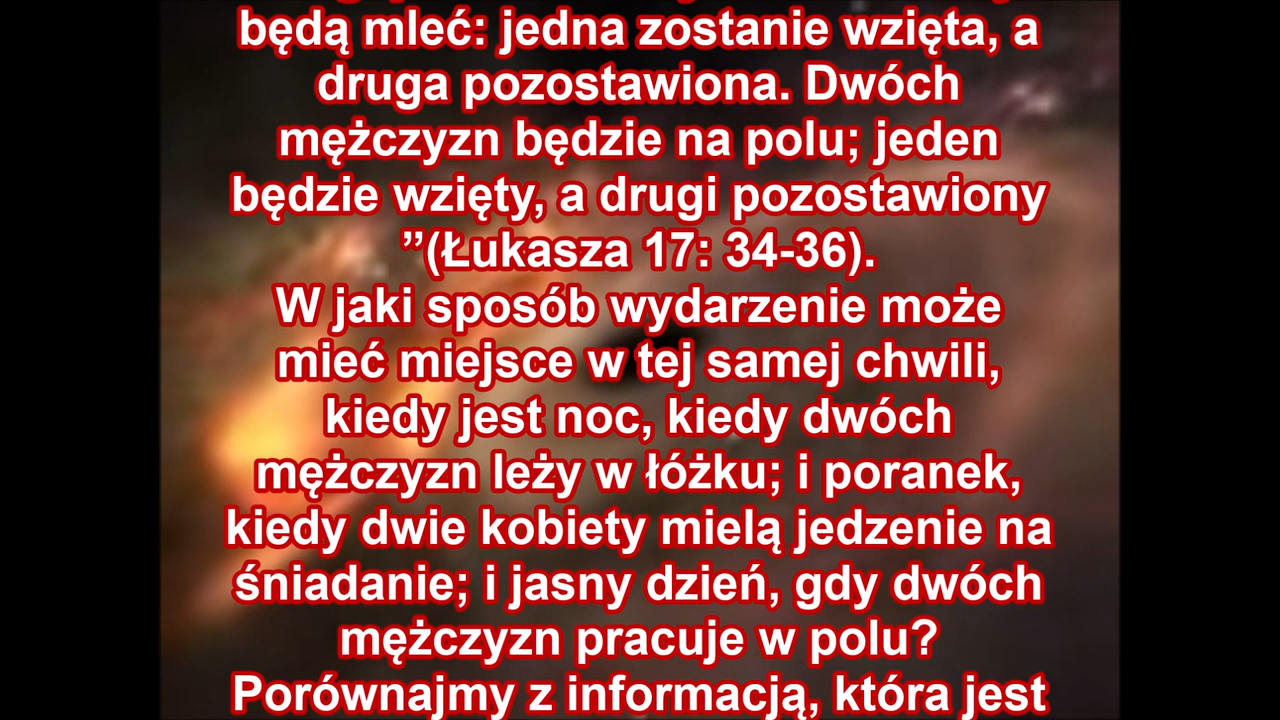 będą mleć: jedna zostanie wzięta, a
druga pozostawiona. Dwóch
mężczyzn będzie na polu; jeden
będzie wzięty, a drugi pozostawiony
”(Łukasza 17: 34-36).
W jaki sposób wydarzenie może
mieć miejsce w tej samej chwili,
kiedy jest noc, kiedy dwóch
mężczyzn leży w łóżku; i poranek,
kiedy dwie kobiety mielą jedzenie na
śniadanie; i jasny dzień, gdy dwóch
mężczyzn pracuje w polu?
Porównajmy z informacją, która jest